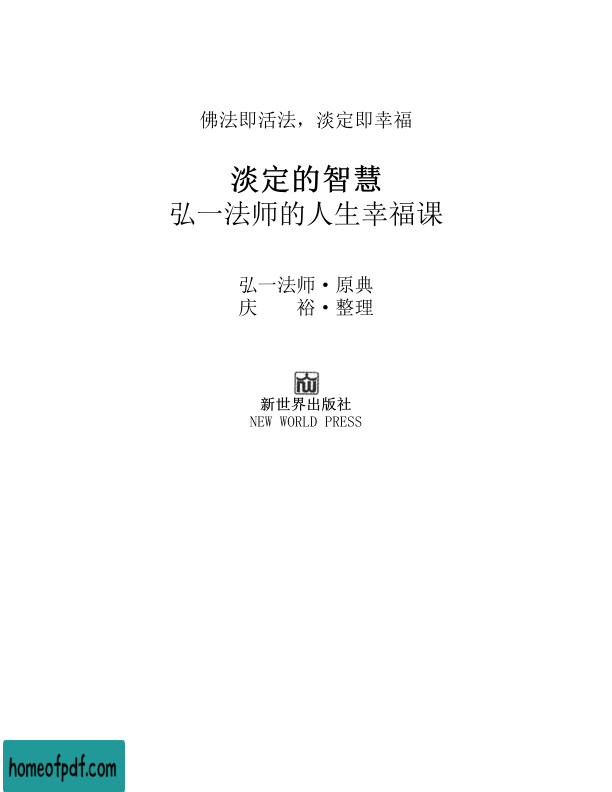 佛法即活法，淡定即幸福
淡定的智慧
弘一法师的人生幸福课
弘一法师·原典
庆　　裕·整理
新世界出版社
NEW WORLD PRESS
homeofpdf.com